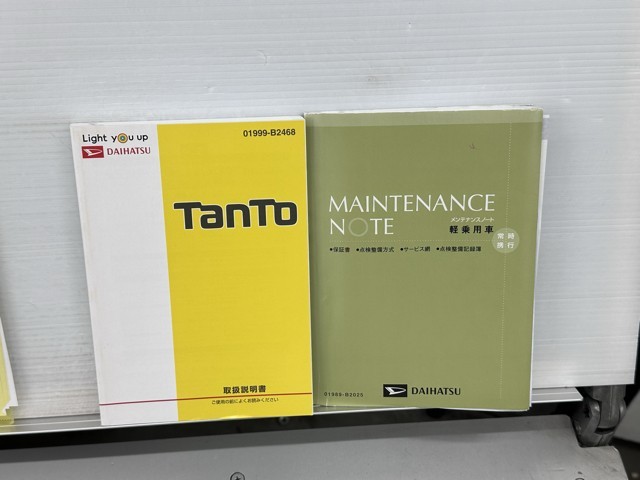 Light you up
DAIHATSU
01999-B2468
TanTo
取扱説明書
ご使用の前によくお読みください
MAINTENANCE
NOTE
メンテナンスノート
軽乗用車
常時
携行
●保証書 ●点検整備方式 ●サービス網 ●点検整備記録簿
01989-B2025
DAIHATSU